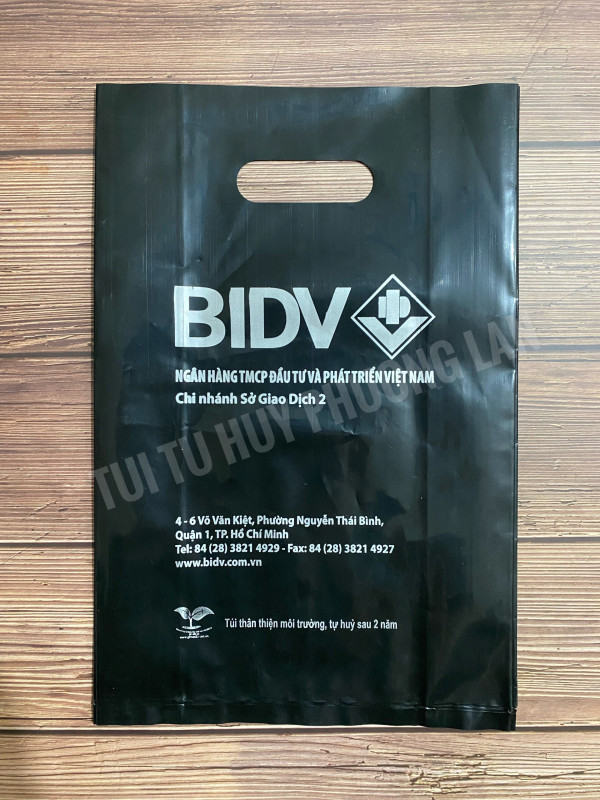 BIDV
NGÂN HÀNG TMCP ĐẦU TƯ VÀ PHÁT TRIỂN VIỆT NAM
Chi nhánh Sở Giao Dịch 2
TUI TU HUY PHUONG LAN
4 - 6 Võ Văn Kiệt, Phường Nguyễn Thái Bình,
Quận 1, TP. Hồ Chí Minh
Tel: 84 (28) 3821 4929 - Fax: 84 (28) 3821 4927
www.bidv.com.vn
Túi thân thiện môi trường, tự huỷ sau 2 năm